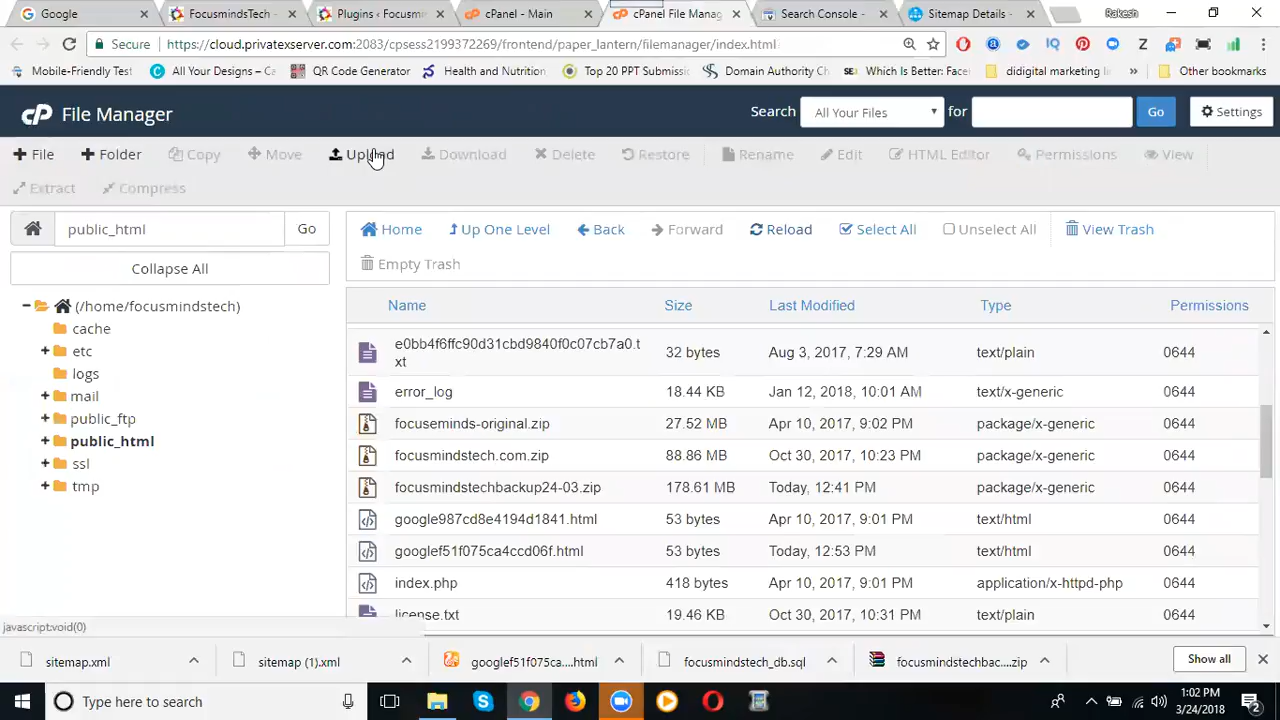 Google
FocusmindsTech -
Plugins < Focusm
cPanel - Main
cPanel File Manag
Search Console -
Sitemap Details -
Rakesh
Secure
https://cloud.privatexserver.com:2083/cpsess2199372269/frontend/paper_lantern/filemanager/index.html
Mobile-Friendly Test
All Your Designs – Ca
QR Code Generator
Health and Nutrition
Top 20 PPT Submissio
Domain Authority Ch
Which Is Better: Face
didigital marketing
»
Other bookmarks
cP File Manager
Search
All Your Files
for
Go
Settings
File
Folder
Copy
Move
Upload
Download
Delete
Restore
Rename
Edit
HTML Editor
Permissions
View
Extract
Compress
public_html
Go
Home
Up One Level
Back
Forward
Reload
Select All
Unselect All
View Trash
Collapse All
Empty Trash
(/home/focusmindstech)
cache
etc
logs
mail
public_ftp
public_html
ssl
tmp
Name Size Last Modified Type Permissions
e0bb4f6ffc90d31cbd9840f0c07cb7a0.t
xt
32 bytes Aug 3, 2017, 7:29 AM text/plain 0644
error_log 18.44 KB Jan 12, 2018, 10:01 AM text/x-generic 0644
focuseminds-original.zip 27.52 MB Apr 10, 2017, 9:02 PM package/x-generic 0644
focusmindstech.com.zip 88.86 MB Oct 30, 2017, 10:23 PM package/x-generic 0644
focusmindstechbackup24-03.zip 178.61 MB Today, 12:41 PM package/x-generic 0644
google987cd8e4194d1841.html 53 bytes Apr 10, 2017, 9:01 PM text/html 0644
googlef51f075ca4ccd06f.html 53 bytes Today, 12:53 PM text/html 0644
index.php 418 bytes Apr 10, 2017, 9:01 PM application/x-httpd-php 0644
license.txt 19.46 KB Oct 30, 2017, 10:31 PM text/plain 0644
javascript:void(0)
sitemap.xml
sitemap (1).xml
googlef51f075ca....html
focusmindstech_db.sql
focusmindstechbac....zip
Show all
Type here to search
1:02 PM
3/24/2018
2